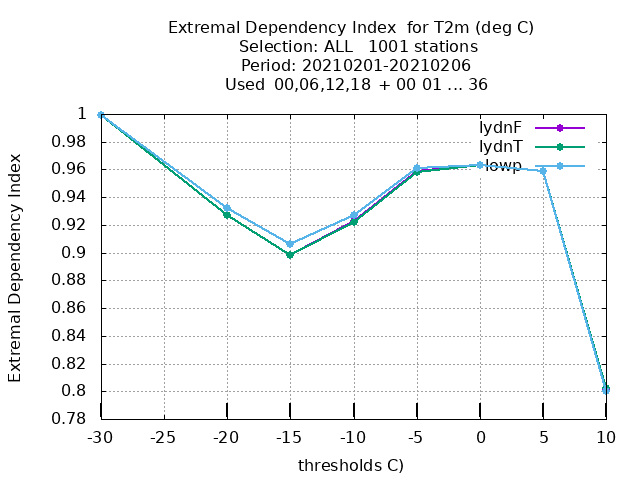 Extremal Dependency Index  for T2m (deg C)
Selection: ALL   1001 stations
Period: 20210201-20210206
Used  00,06,12,18  + 00 01 ... 36
Extremal Dependency Index
1
0.98
0.96
0.94
0.92
0.9
0.88
0.86
0.84
0.82
0.8
0.78
lydnF
lydnT
lowp
-30
-25
-20
-15
-10
-5
0
5
10
thresholds C)